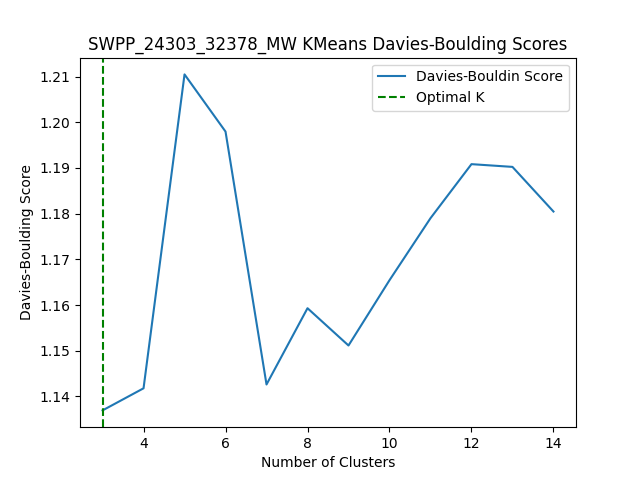 SWPP_24303_32378_MW KMeans Davies-Boulding Scores
Davies-Bouldin Score
Optimal K
1.21
1.20
1.19
1.18
1.17
1.16
1.15
1.14
Davies-Boulding Score
4 6 8 10 12 14
Number of Clusters